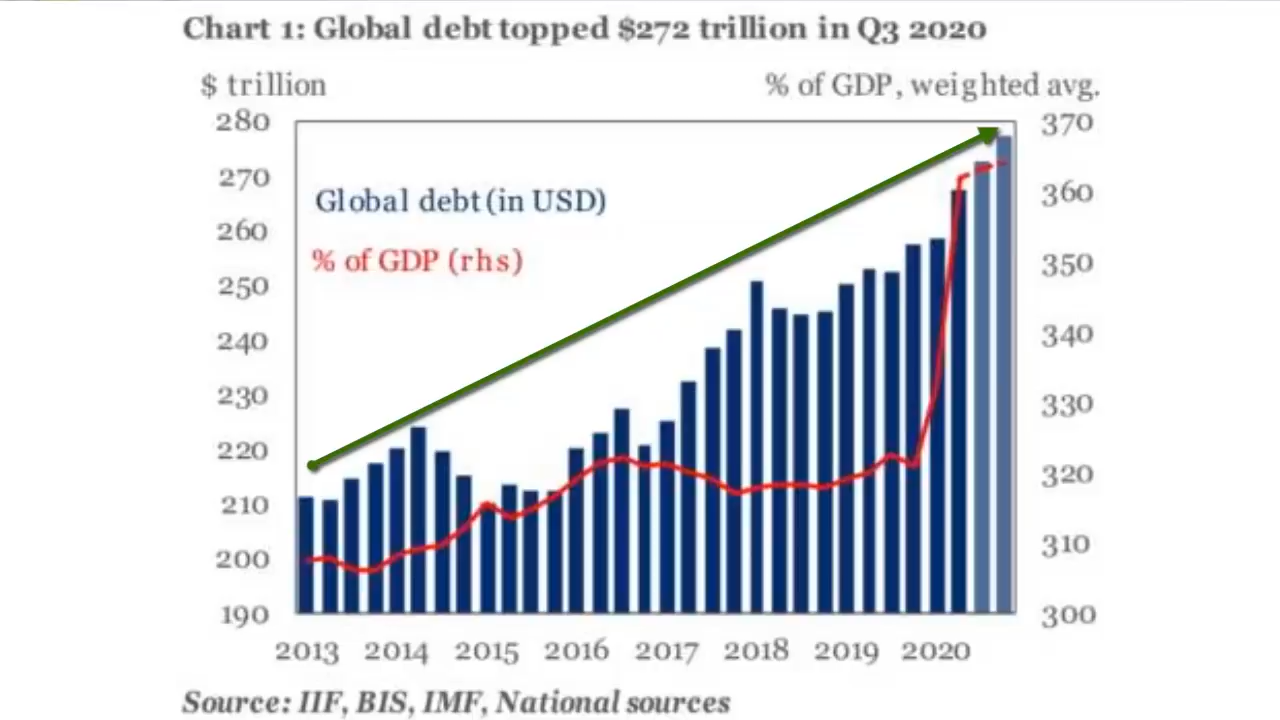 Chart 1: Global debt topped $272 trillion in Q3 2020
$ trillion % of GDP, weighted avg.
280 370
270 360
260 350
250 340
240 330
230 320
220 310
210 300
200
190
Global debt (in USD)
% of GDP (rhs)
2013 2014 2015 2016 2017 2018 2019 2020
Source: IIF, BIS, IMF, National sources